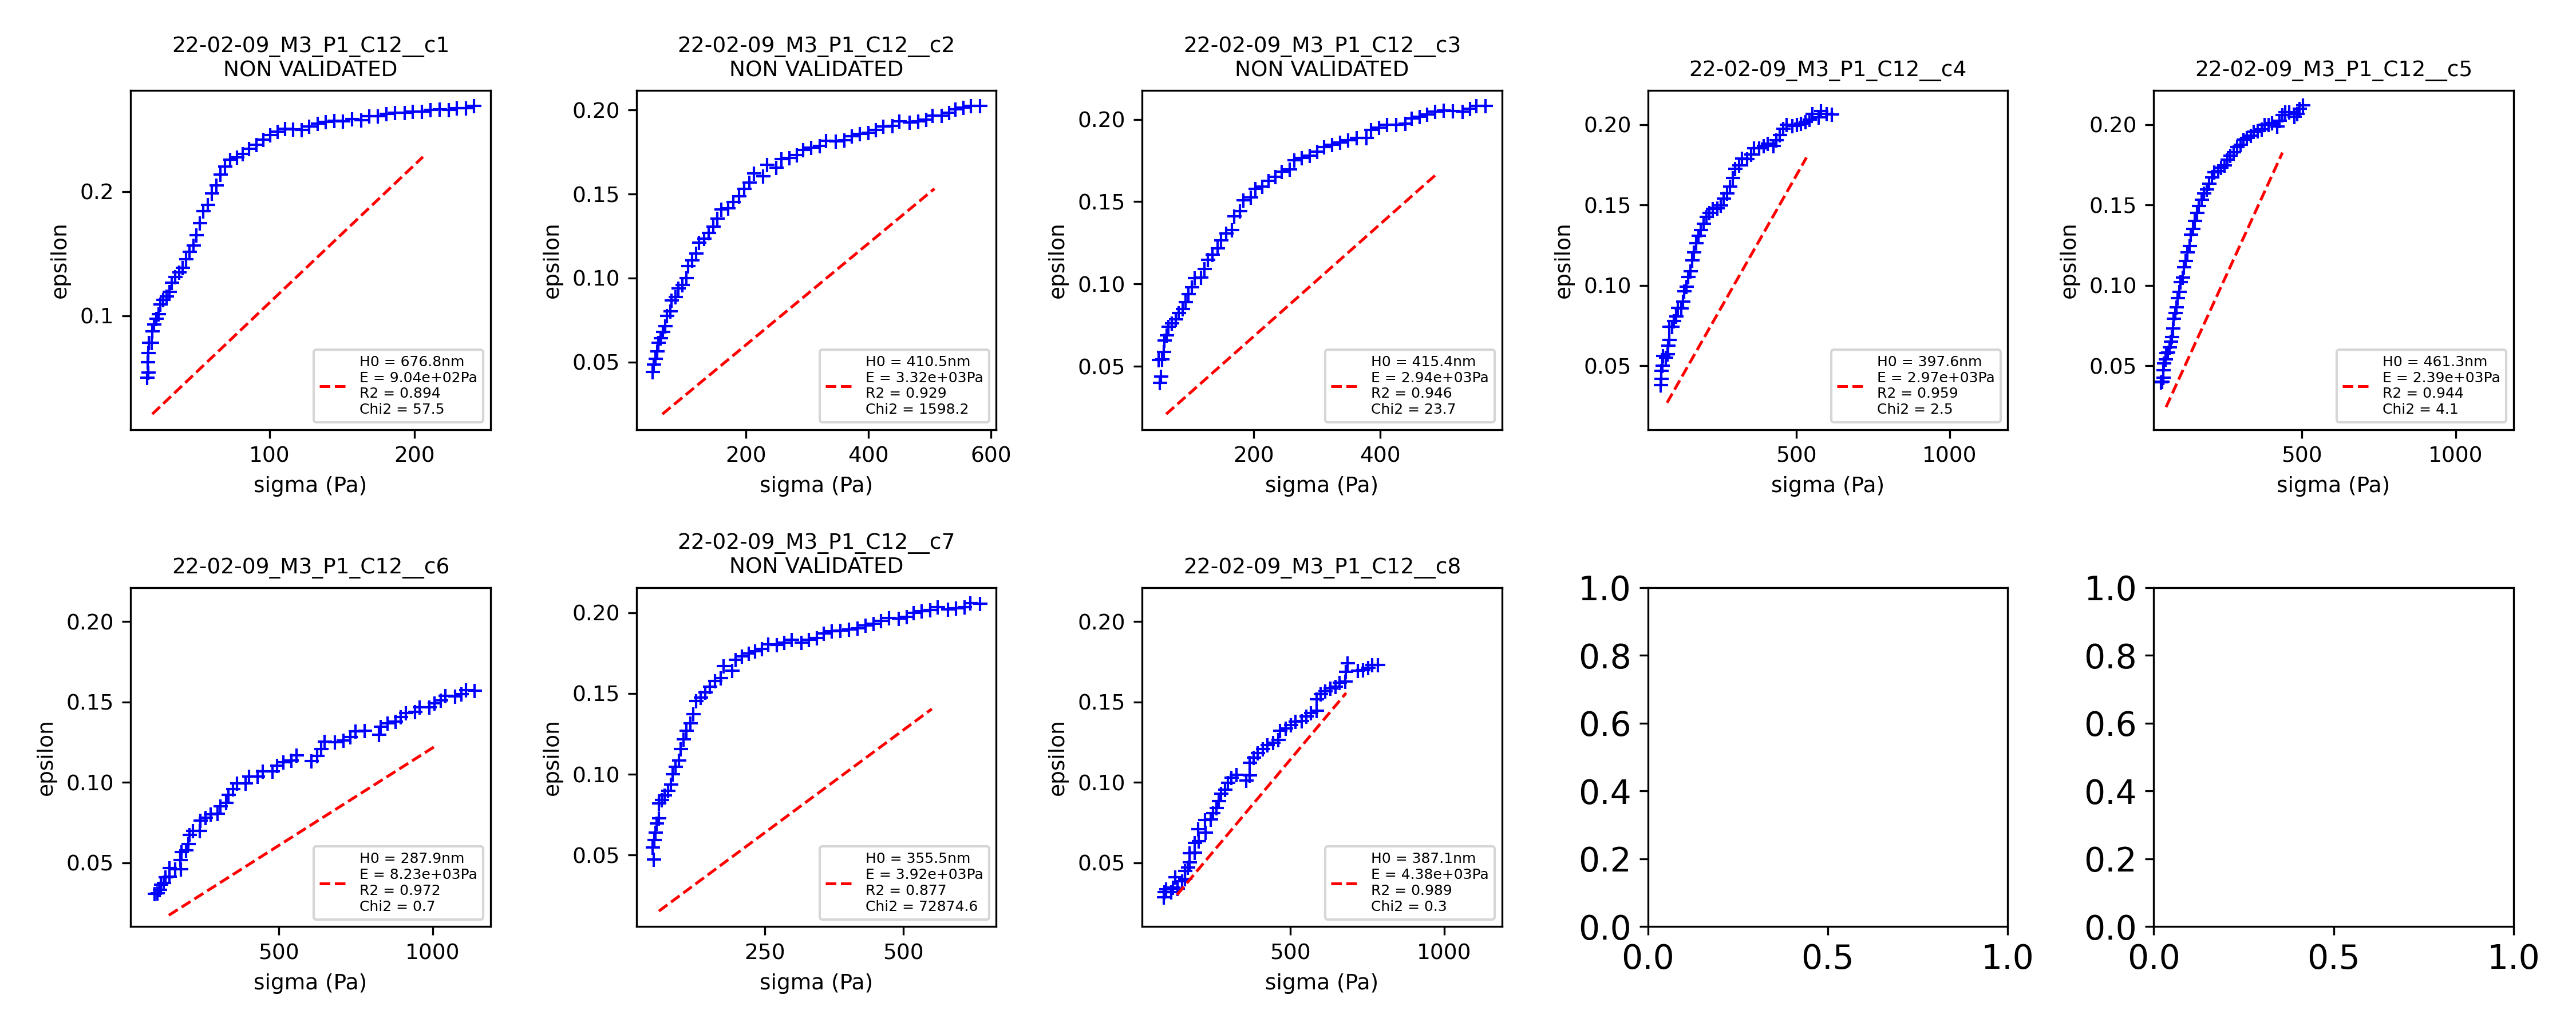 22-02-09_M3_P1_C12__c1
NON VALIDATED
epsilon
0.2
0.1
100
200
sigma (Pa)
H0 = 676.8nm
E = 9.04e+02Pa
R2 = 0.894
Chi2 = 57.5
22-02-09_M3_P1_C12__c2
NON VALIDATED
epsilon
0.20
0.15
0.10
0.05
200
400
600
sigma (Pa)
H0 = 410.5nm
E = 3.32e+03Pa
R2 = 0.929
Chi2 = 1598.2
22-02-09_M3_P1_C12__c3
NON VALIDATED
epsilon
0.20
0.15
0.10
0.05
200
400
sigma (Pa)
H0 = 415.4nm
E = 2.94e+03Pa
R2 = 0.946
Chi2 = 23.7
22-02-09_M3_P1_C12__c4
epsilon
0.20
0.15
0.10
0.05
500
1000
sigma (Pa)
H0 = 397.6nm
E = 2.97e+03Pa
R2 = 0.959
Chi2 = 2.5
22-02-09_M3_P1_C12__c5
epsilon
0.20
0.15
0.10
0.05
500
1000
sigma (Pa)
H0 = 461.3nm
E = 2.39e+03Pa
R2 = 0.944
Chi2 = 4.1
22-02-09_M3_P1_C12__c6
epsilon
0.20
0.15
0.10
0.05
500
1000
sigma (Pa)
H0 = 287.9nm
E = 8.23e+03Pa
R2 = 0.972
Chi2 = 0.7
22-02-09_M3_P1_C12__c7
NON VALIDATED
epsilon
0.20
0.15
0.10
0.05
250
500
sigma (Pa)
H0 = 355.5nm
E = 3.92e+03Pa
R2 = 0.877
Chi2 = 72874.6
22-02-09_M3_P1_C12__c8
epsilon
0.20
0.15
0.10
0.05
500
1000
sigma (Pa)
H0 = 387.1nm
E = 4.38e+03Pa
R2 = 0.989
Chi2 = 0.3
1.0
0.8
0.6
0.4
0.2
0.0
0.0
0.5
1.0
1.0
0.8
0.6
0.4
0.2
0.0
0.0
0.5
1.0